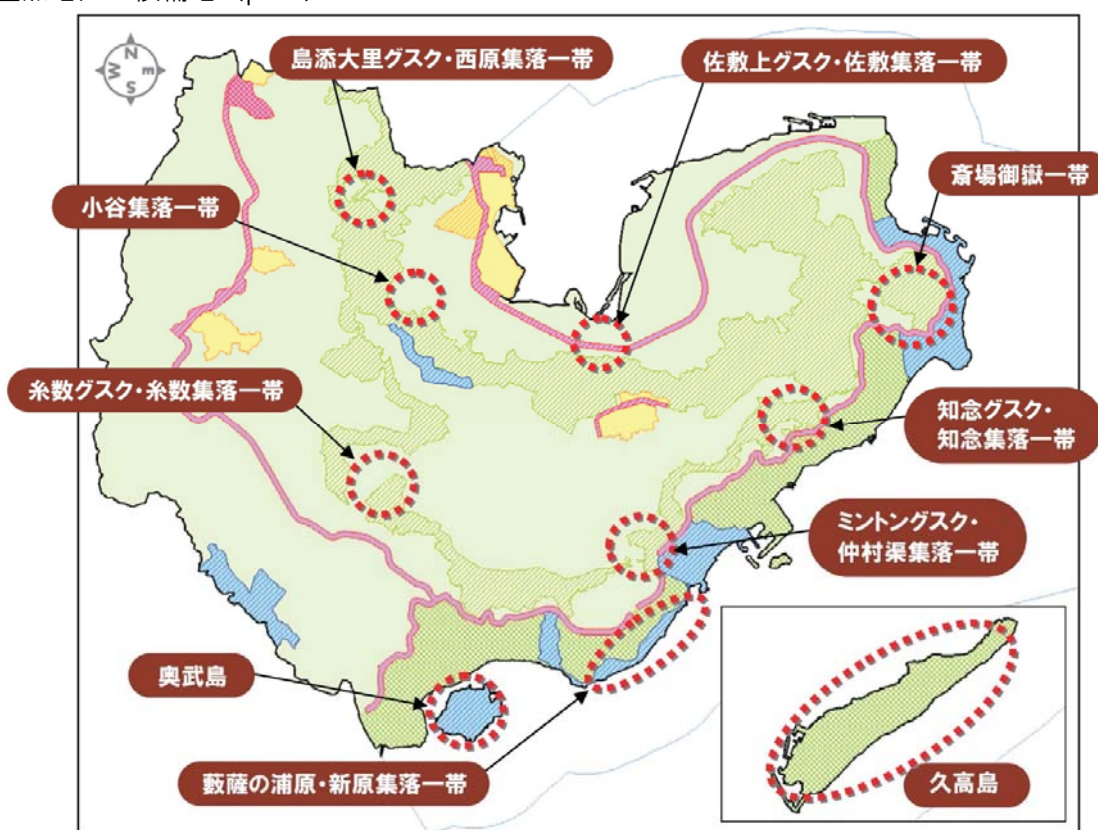 N
W
E
S
島添大里グスク・西原集落一帯
佐敷上グスク・佐敷集落一帯
斎場御嶽一帯
小谷集落一帯
糸数グスク・糸数集落一帯
知念グスク・
知念集落一帯
ミントングスク・
仲村渠集落一帯
奥武島
藪薩の浦原・新原集落一帯
久高島